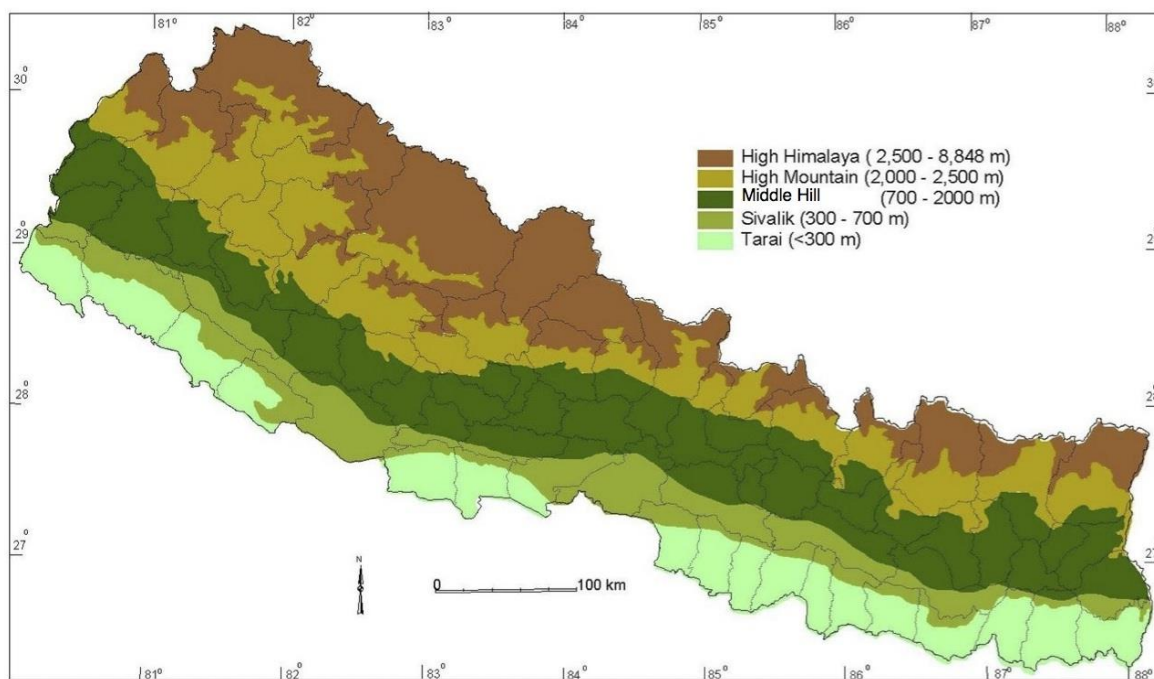 81° 82° 83° 84° 85° 86° 87° 88°
30°
High Himalaya ( 2,500 - 8,848 m)
High Mountain (2,000 - 2,500 m)
Middle Hill (700 - 2000 m)
Sivalik (300 - 700 m)
Tarai (<300 m)
29°
28°
27°
N
0 100 km
81° 82° 83° 84° 85° 86° 87° 88°